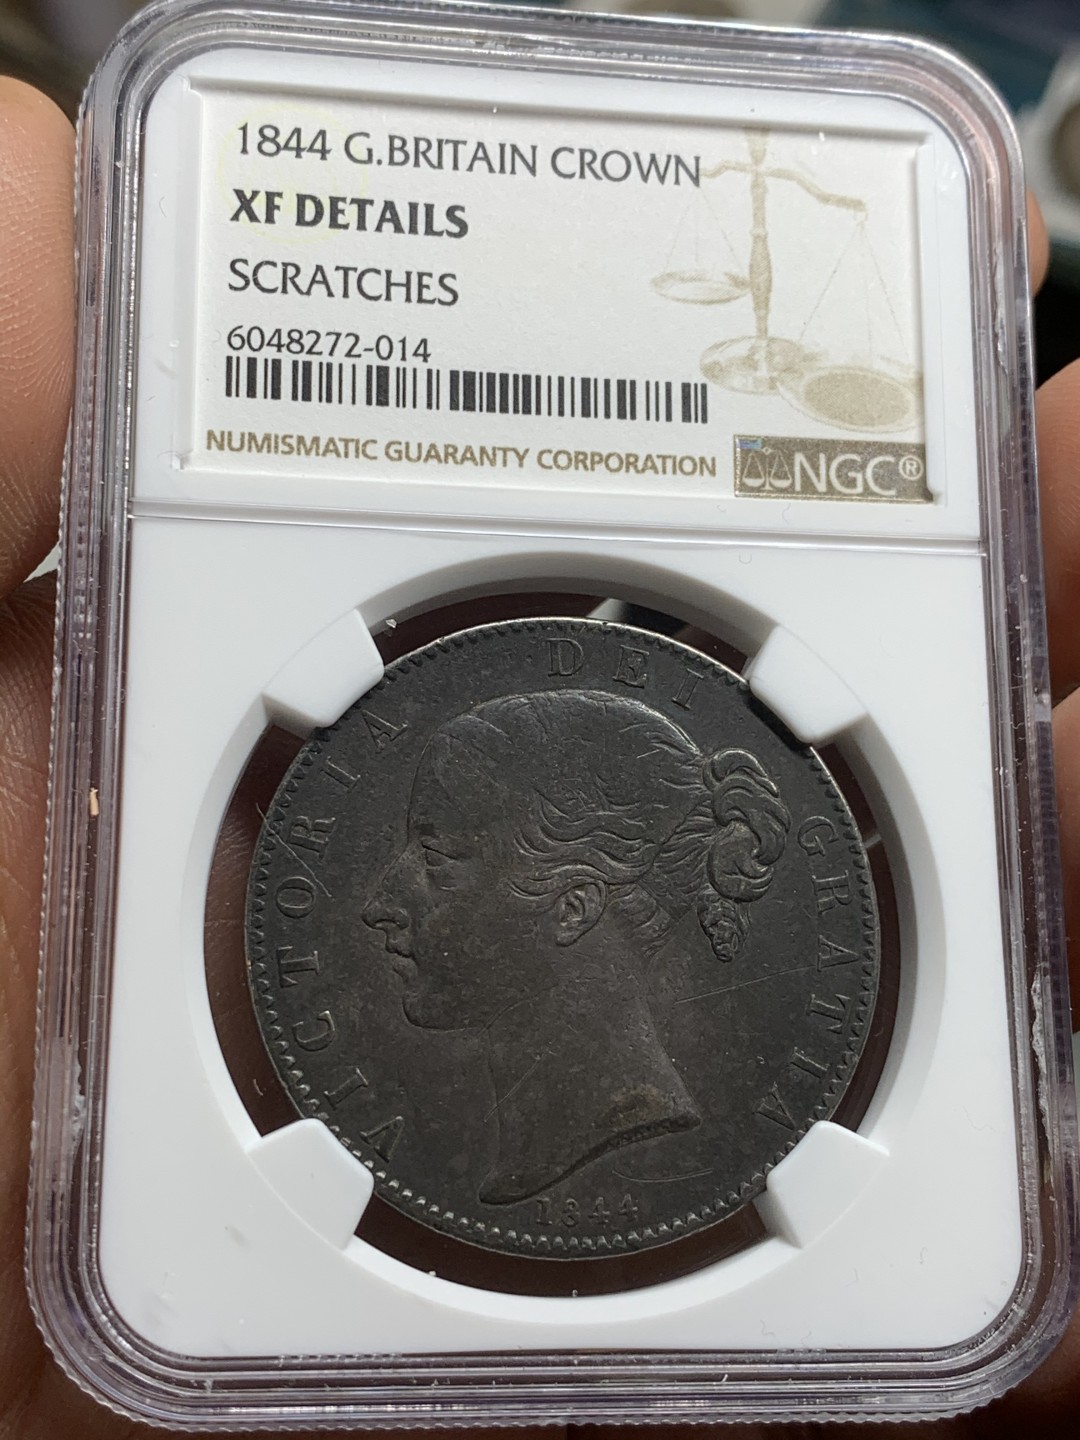 1844 G.BRITAIN CROWN
XF DETAILS
SCRATCHES
6048272-014
NUMISMATIC GUARANTY CORPORATION
NGC®
VICTORIA DEI GRATIA
1844